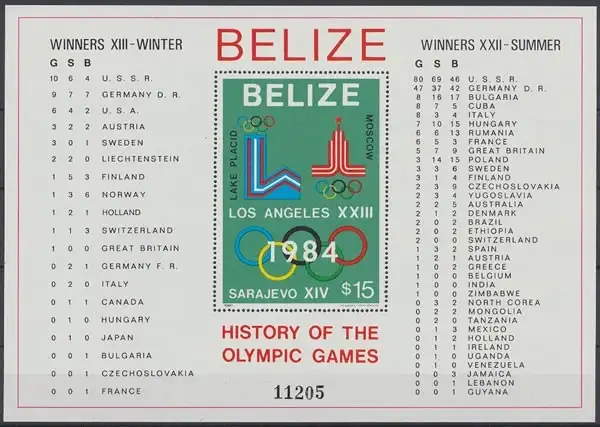 BELIZE
WINNERS XIII-WINTER
G S B
10 6 4 U.S.S.R.
9 7 7 GERMANY D.R.
6 4 2 U.S.A.
3 2 2 AUSTRIA
3 0 1 SWEDEN
2 2 0 LIECHTENSTEIN
1 5 3 FINLAND
1 3 6 NORWAY
1 2 1 HOLLAND
1 1 3 SWITZERLAND
1 0 0 GREAT BRITAIN
0 2 1 GERMANY F.R.
0 2 0 ITALY
0 1 1 CANADA
0 1 0 HUNGARY
0 1 0 JAPAN
0 0 1 BULGARIA
0 0 1 CZECHOSLOVAKIA
0 0 1 FRANCE
BELIZE
LAKE PLACID
MOSCOW
LOS ANGELES XXIII
1984
SARAJEVO XIV
$15
HISTORY OF THE
OLYMPIC GAMES
11205
WINNERS XXII-SUMMER
G S B
80 69 46 U.S.S.R.
47 37 42 GERMANY D.R.
8 16 17 BULGARIA
8 7 5 CUBA
8 3 4 ITALY
7 10 15 HUNGARY
6 6 13 RUMANIA
6 5 3 FRANCE
5 7 9 GREAT BRITAIN
3 14 15 POLAND
3 3 6 SWEDEN
3 1 4 FINLAND
2 3 9 CZECHOSLOVAKIA
2 3 4 YUGOSLAVIA
2 2 5 AUSTRALIA
2 1 2 DENMARK
2 0 2 BRAZIL
2 0 2 ETHIOPIA
2 0 0 SWITZERLAND
1 3 2 SPAIN
1 2 1 AUSTRIA
1 0 2 GREECE
1 0 0 BELGIUM
1 0 0 INDIA
1 0 0 ZIMBABWE
0 3 2 NORTH COREA
0 2 2 MONGOLIA
0 2 0 TANZANIA
0 1 3 MEXICO
0 1 2 HOLLAND
0 1 1 IRELAND
0 1 0 UGANDA
0 1 0 VENEZUELA
0 0 3 JAMAICA
0 0 1 LEBANON
0 0 1 GUYANA